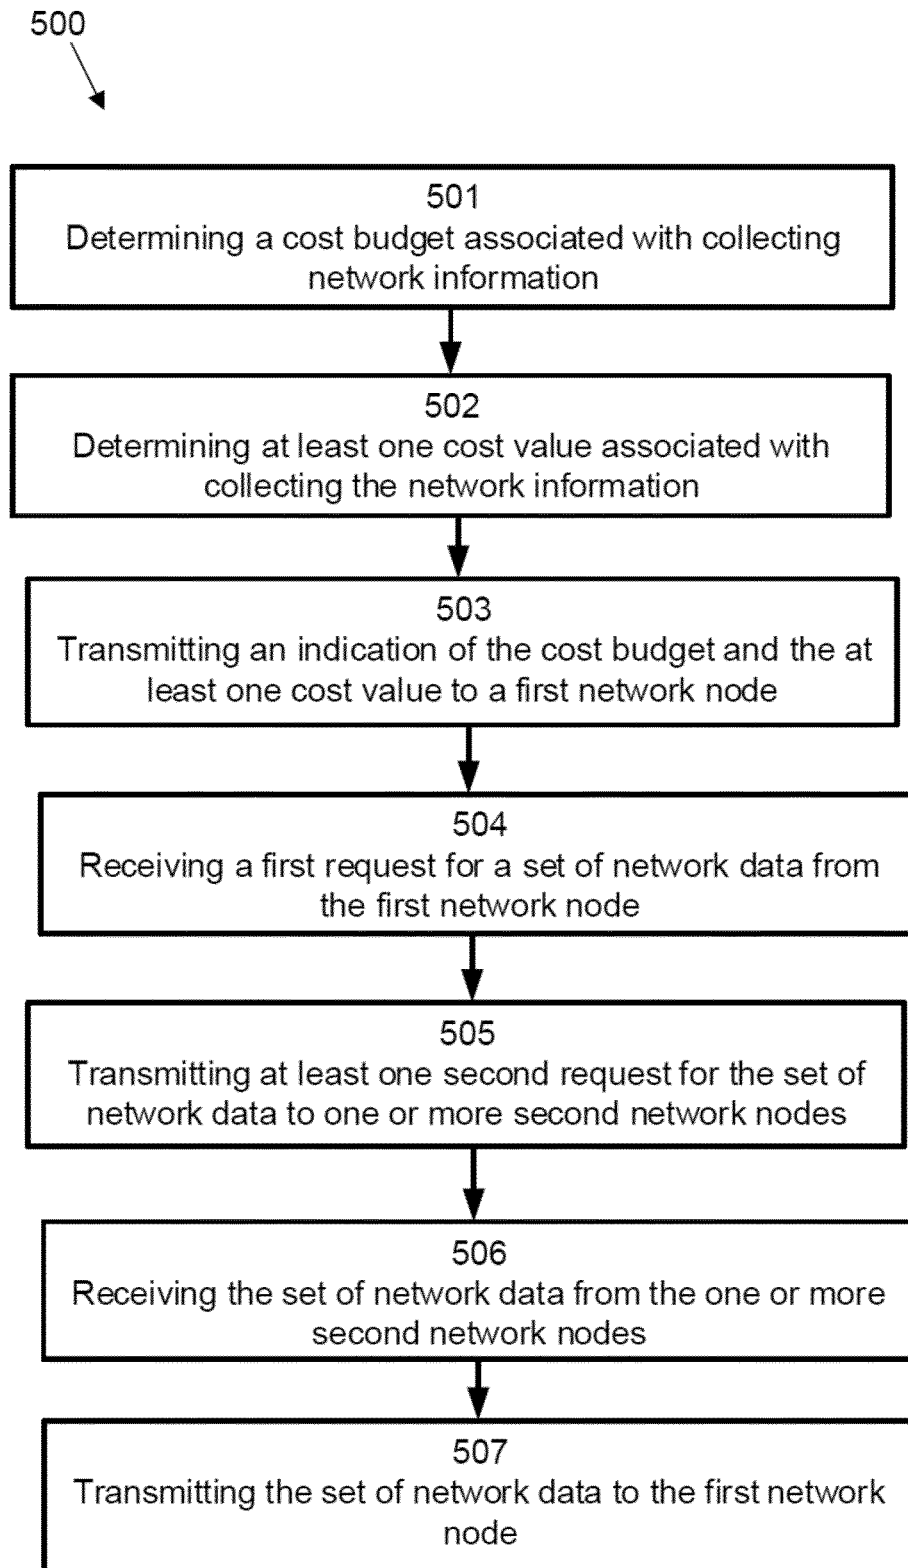 500
501
Determining a cost budget associated with collecting
network information
502
Determining at least one cost value associated with
collecting the network information
503
Transmitting an indication of the cost budget and the at
least one cost value to a first network node
504
Receiving a first request for a set of network data from
the first network node
505
Transmitting at least one second request for the set of
network data to one or more second network nodes
506
Receiving the set of network data from the one or more
second network nodes
507
Transmitting the set of network data to the first network
node